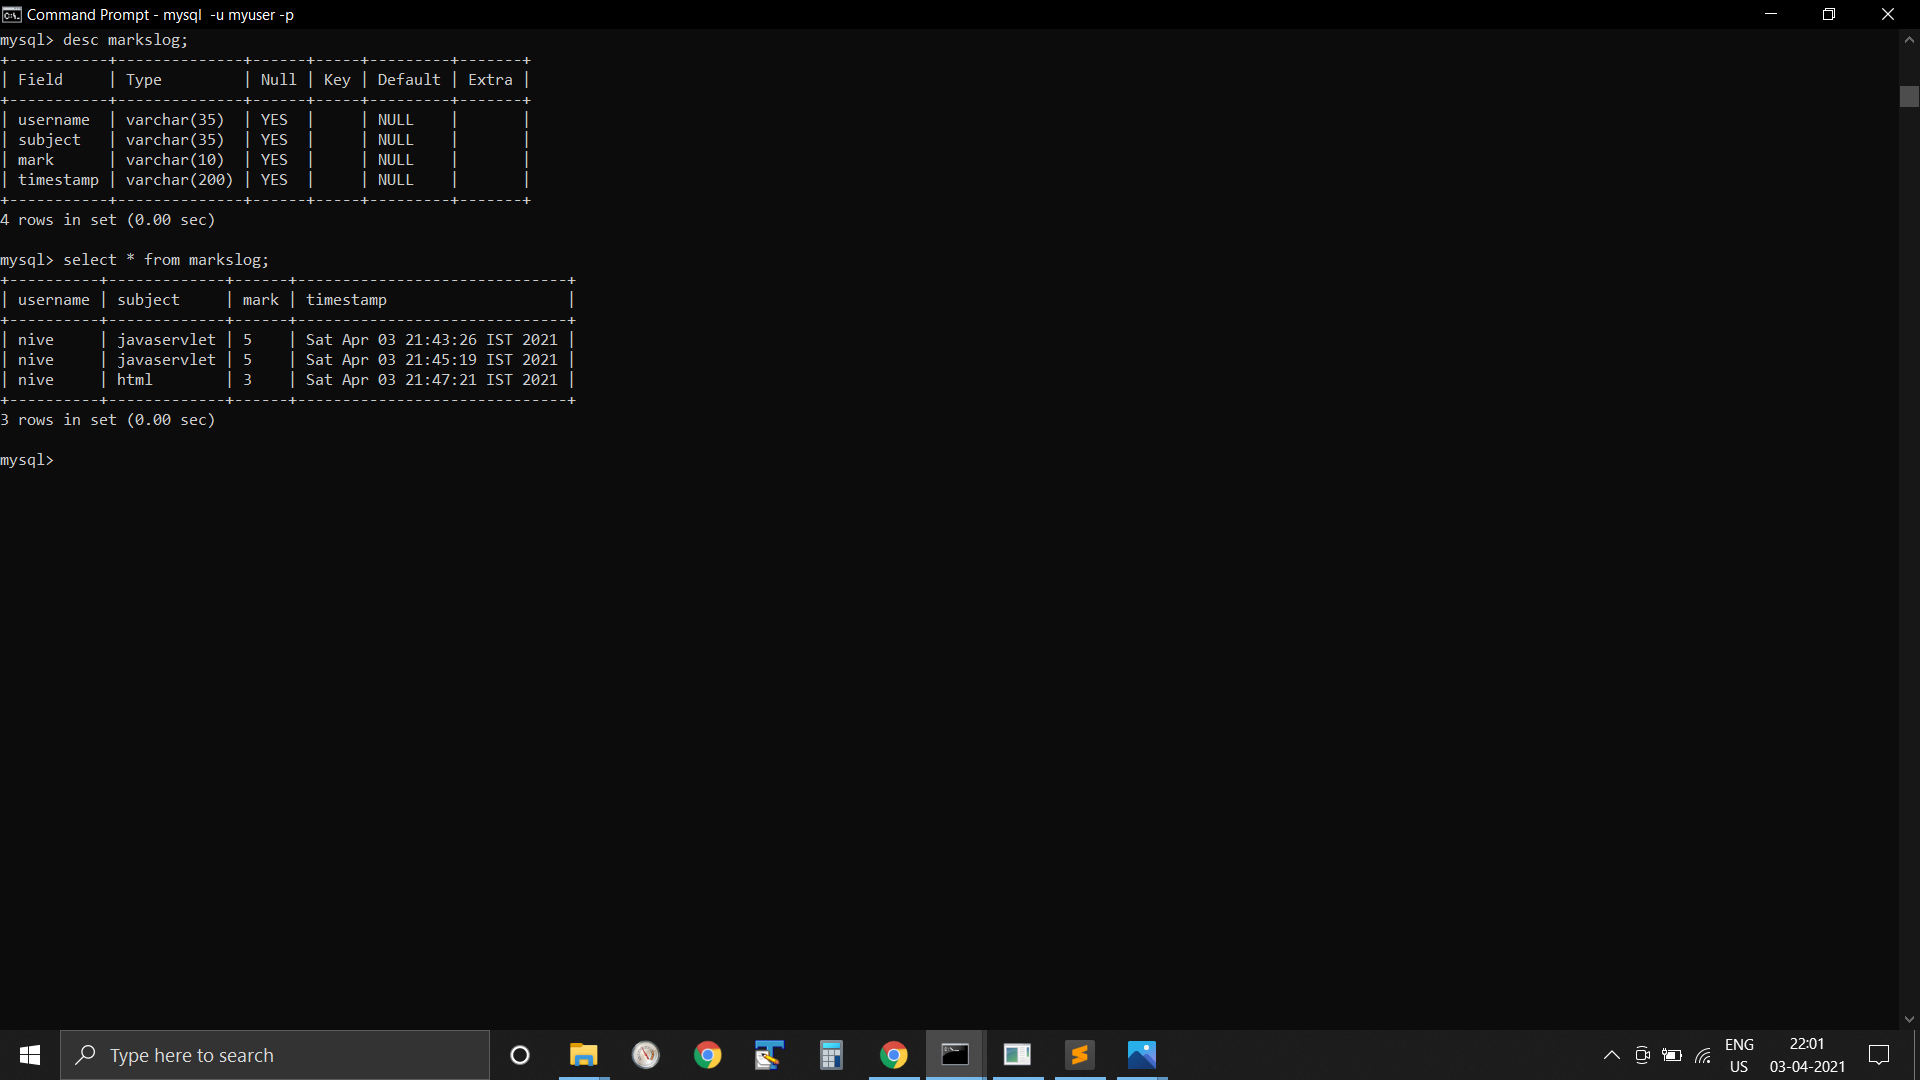 Command Prompt - mysql  -u myuser -p
mysql> desc markslog;
+-----------+--------------+------+-----+---------+-------+
| Field     | Type         | Null | Key | Default | Extra |
+-----------+--------------+------+-----+---------+-------+
| username  | varchar(35)  | YES  |     | NULL    |       |
| subject   | varchar(35)  | YES  |     | NULL    |       |
| mark      | varchar(10)  | YES  |     | NULL    |       |
| timestamp | varchar(200) | YES  |     | NULL    |       |
+-----------+--------------+------+-----+---------+-------+
4 rows in set (0.00 sec)
mysql> select * from markslog;
+----------+-------------+------+------------------------------+
| username | subject     | mark | timestamp                    |
+----------+-------------+------+------------------------------+
| nive     | javaservlet | 5    | Sat Apr 03 21:43:26 IST 2021 |
| nive     | javaservlet | 5    | Sat Apr 03 21:45:19 IST 2021 |
| nive     | html        | 3    | Sat Apr 03 21:47:21 IST 2021 |
+----------+-------------+------+------------------------------+
3 rows in set (0.00 sec)
mysql>
Type here to search
ENG
US
22:01
03-04-2021